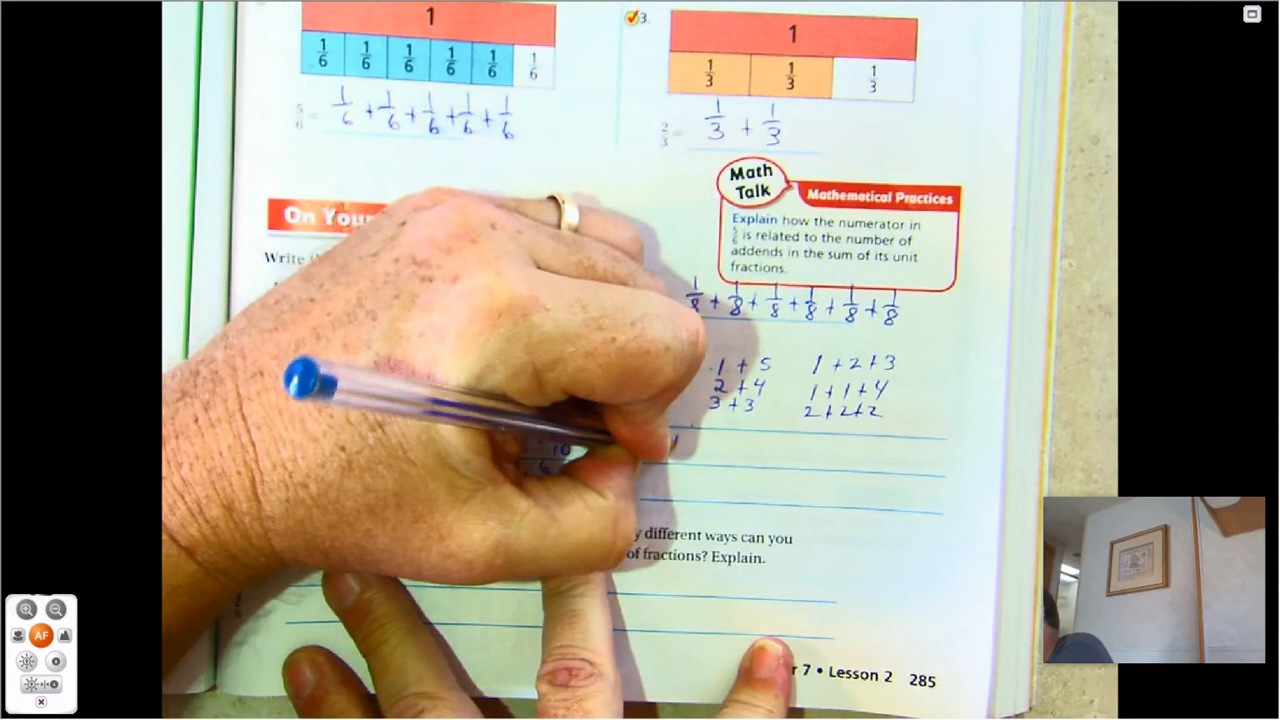 1
1/6 1/6 1/6 1/6 1/6 1/6
5/6 = 1/6 + 1/6 + 1/6 + 1/6 + 1/6
3.
1
1/3 1/3 1/3
2/3 = 1/3 + 1/3
Math
Talk
Mathematical Practices
Explain how the numerator in
5/6 is related to the number of
addends in the sum of its unit
fractions.
On Your
Write
1/8 + 1/8 + 1/8 + 1/8 + 1/8 + 1/8
1 + 5 1 + 2 + 3
2 + 4 1 + 1 + 4
3 + 3 2 + 2 + 2
10
6
different ways can you
of fractions? Explain.
7 • Lesson 2 285
AF